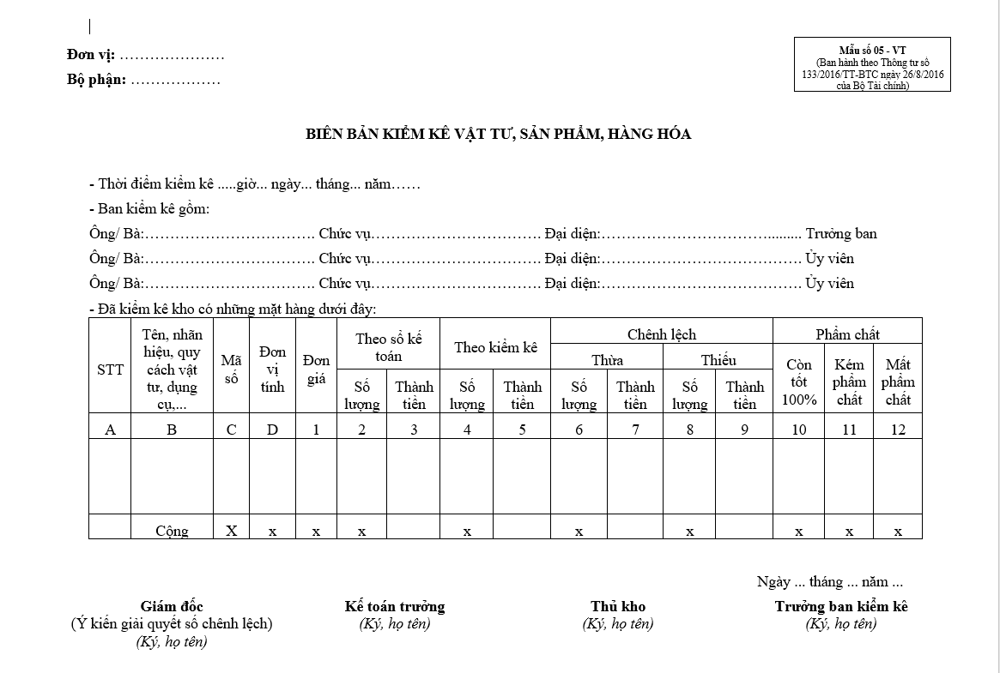 Đơn vị: …………………
Bộ phận: ………………
Mẫu số 05 - VT
(Ban hành theo Thông tư số
133/2016/TT-BTC ngày 26/8/2016
của Bộ Tài chính)
BIÊN BẢN KIỂM KÊ VẬT TƯ, SẢN PHẨM, HÀNG HÓA
- Thời điểm kiểm kê .....giờ... ngày... tháng... năm……
- Ban kiểm kê gồm:
Ông/ Bà:……………………………. Chức vụ……………………………. Đại diện:……………………………......... Trưởng ban
Ông/ Bà:……………………………. Chức vụ……………………………. Đại diện:…………………………………. Ủy viên
Ông/ Bà:……………………………. Chức vụ……………………………. Đại diện:…………………………………. Ủy viên
- Đã kiểm kê kho có những mặt hàng dưới đây:
STT
Tên, nhãn
hiệu, quy
cách vật
tư, dụng
cụ,...
Mã
số
Đơn
vị
tính
Đơn
giá
Theo sổ kế
toán
Theo kiểm kê
Chênh lệch
Phẩm chất
Thừa
Thiếu
Còn
tốt
100%
Kém
phẩm
chất
Mất
phẩm
chất
Số
lượng
Thành
tiền
Số
lượng
Thành
tiền
Số
lượng
Thành
tiền
Số
lượng
Thành
tiền
A B C D 1 2 3 4 5 6 7 8 9 10 11 12
Cộng X x x x x x x x x x
Ngày ... tháng ... năm ...
Giám đốc
(Ý kiến giải quyết số chênh lệch)
(Ký, họ tên)
Kế toán trưởng
(Ký, họ tên)
Thủ kho
(Ký, họ tên)
Trưởng ban kiểm kê
(Ký, họ tên)